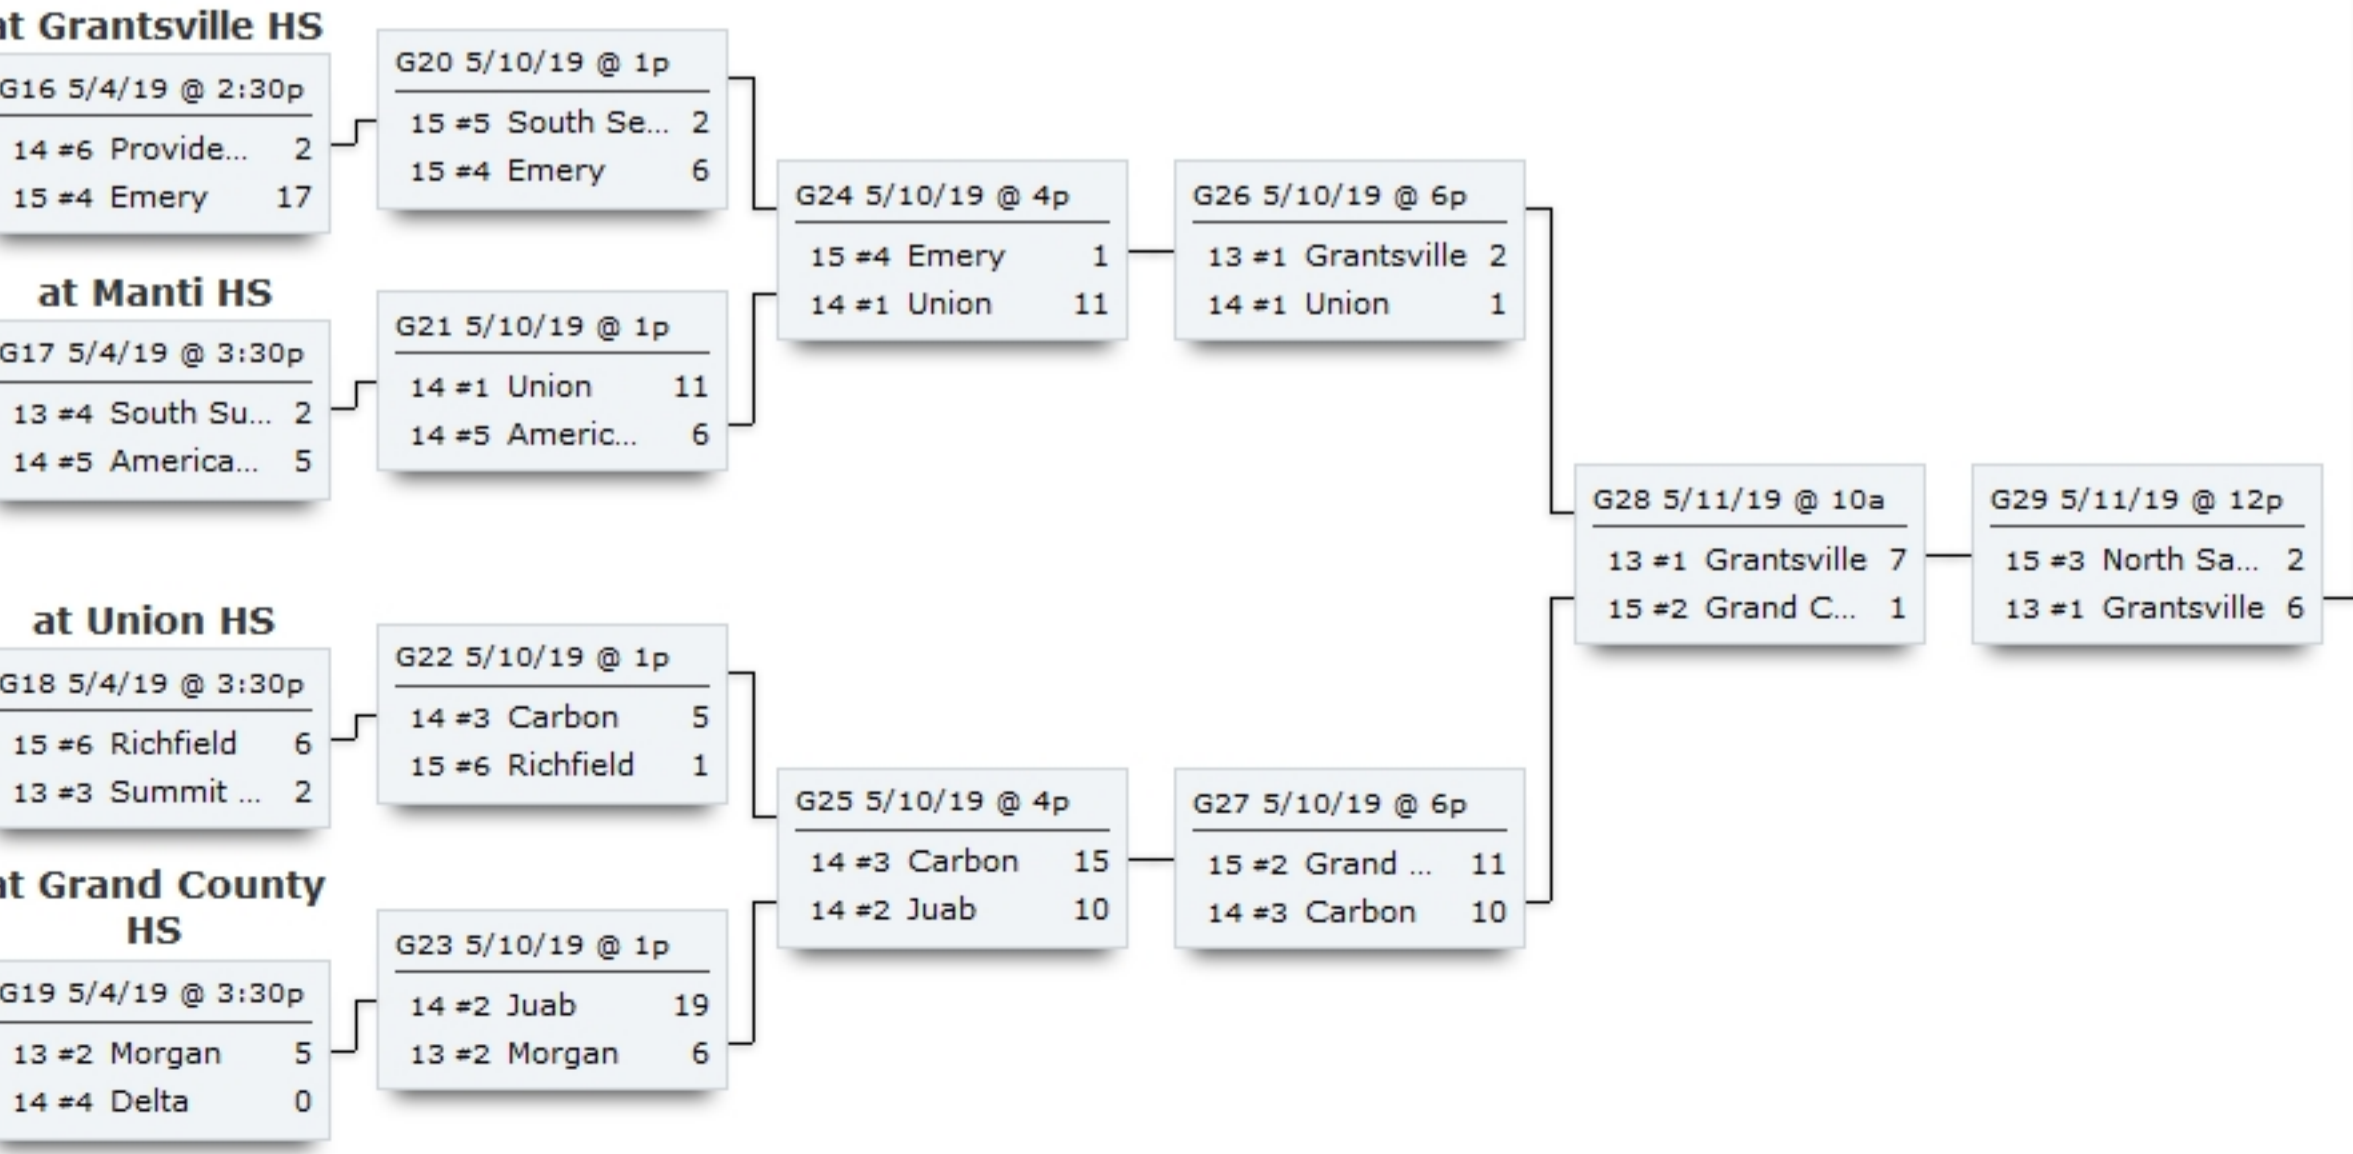 at Grantsville HS
G16 5/4/19 @ 2:30p
14 #6 Provide... 2
15 #4 Emery 17
at Manti HS
G17 5/4/19 @ 3:30p
13 #4 South Su... 2
14 #5 America... 5
at Union HS
G18 5/4/19 @ 3:30p
15 #6 Richfield 6
13 #3 Summit ... 2
at Grand County
HS
G19 5/4/19 @ 3:30p
13 #2 Morgan 5
14 #4 Delta 0
G20 5/10/19 @ 1p
15 #5 South Se... 2
15 #4 Emery 6
G21 5/10/19 @ 1p
14 #1 Union 11
14 #5 Americ... 6
G22 5/10/19 @ 1p
14 #3 Carbon 5
15 #6 Richfield 1
G23 5/10/19 @ 1p
14 #2 Juab 19
13 #2 Morgan 6
G24 5/10/19 @ 4p
15 #4 Emery 1
14 #1 Union 11
G25 5/10/19 @ 4p
14 #3 Carbon 15
14 #2 Juab 10
G26 5/10/19 @ 6p
13 #1 Grantsville 2
14 #1 Union 1
G27 5/10/19 @ 6p
15 #2 Grand ... 11
14 #3 Carbon 10
G28 5/11/19 @ 10a
13 #1 Grantsville 7
15 #2 Grand C... 1
G29 5/11/19 @ 12p
15 #3 North Sa... 2
13 #1 Grantsville 6